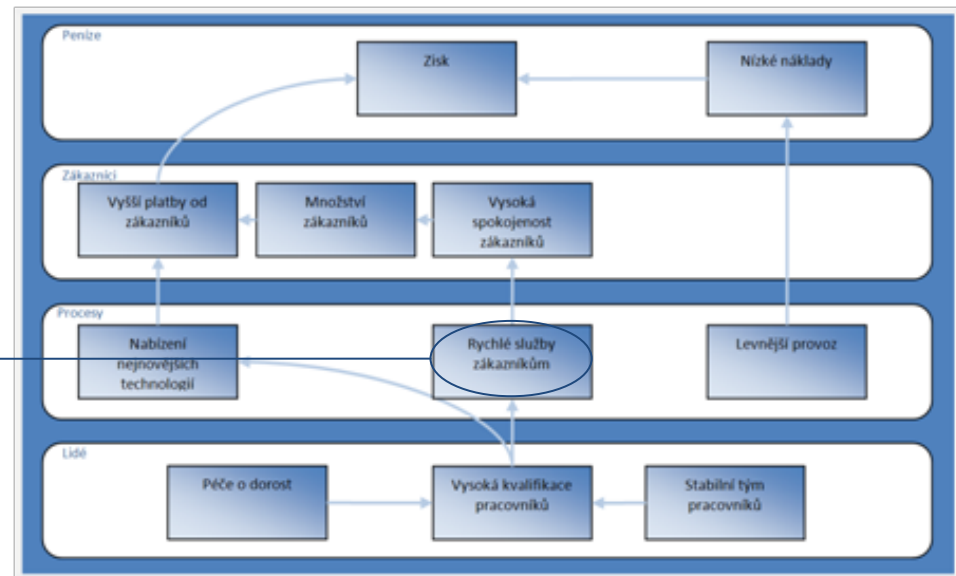 Peníze
Zisk
Nízké náklady
Zákazníci
Vyšší platby od
zákazníků
Množství
zákazníků
Vysoká
spokojenost
zákazníků
Procesy
Nabízení
nejnovějších
technologií
Rychlé služby
zákazníkům
Levnější provoz
Lidé
Péče o dorost
Vysoká kvalifikace
pracovníků
Stabilní tým
pracovníků